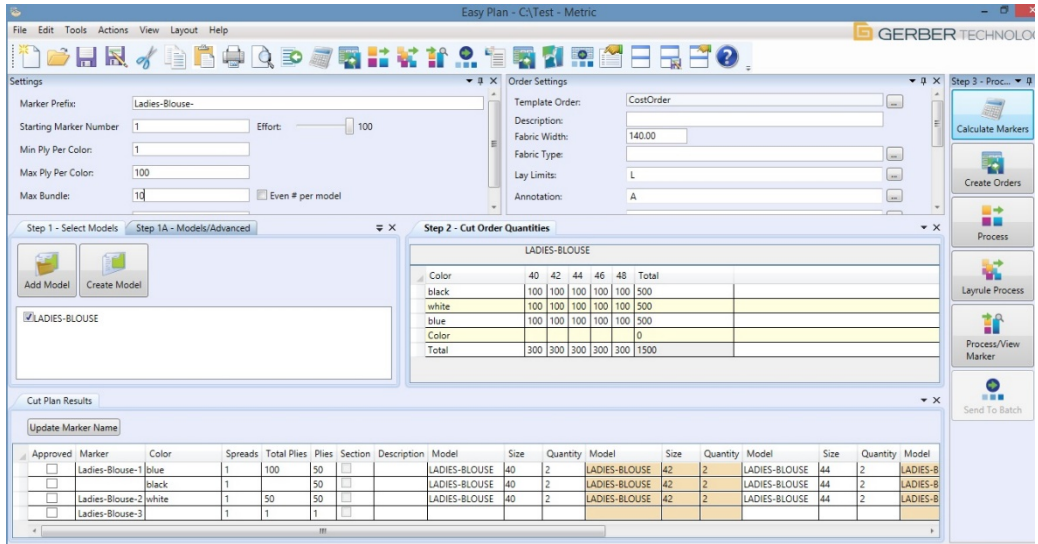 Easy Plan - C:\Test - Metric
File Edit Tools Actions View Layout Help
GERBER TECHNOLO
Settings
Marker Prefix: Ladies-Blouse-
Starting Marker Number 1 Effort: 100
Min Ply Per Color: 1
Max Ply Per Color: 100
Max Bundle: 10 Even # per model
Order Settings
Template Order: CostOrder ...
Description:
Fabric Width: 140.00
Fabric Type: ...
Lay Limits: L ...
Annotation: A ...
Step 3 - Proc...
Calculate Markers
Create Orders
Process
Layrule Process
Process/View
Marker
Send To Batch
Step 1 - Select Models Step 1A - Models/Advanced
Add Model Create Model
LADIES-BLOUSE
Step 2 - Cut Order Quantities
LADIES-BLOUSE
Color 40 42 44 46 48 Total
black 100 100 100 100 100 500
white 100 100 100 100 100 500
blue 100 100 100 100 100 500
Color 0
Total 300 300 300 300 300 1500
Cut Plan Results
Update Marker Name
Approved Marker Color Spreads Total Plies Plies Section Description Model Size Quantity Model Size Quantity Model Size Quantity Model
Ladies-Blouse-1 blue 1 100 50 LADIES-BLOUSE 40 2 LADIES-BLOUSE 42 2 LADIES-BLOUSE 44 2 LADIES-B
black 1 50 LADIES-BLOUSE 40 2 LADIES-BLOUSE 42 2 LADIES-BLOUSE 44 2 LADIES-B
Ladies-Blouse-2 white 1 50 50 LADIES-BLOUSE 40 2 LADIES-BLOUSE 42 2 LADIES-BLOUSE 44 2 LADIES-B
Ladies-Blouse-3 1 1 1